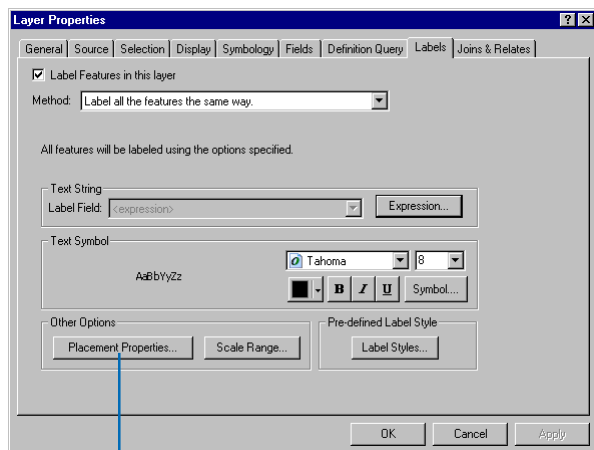 Layer Properties
General Source Selection Display Symbology Fields Definition Query Labels Joins & Relates
Label Features in this layer
Method: Label all the features the same way.
All features will be labeled using the options specified.
Text String
Label Field: <expression> Expression...
Text Symbol
AaBbYyZz
Tahoma 8
B I U Symbol....
Other Options Pre-defined Label Style
Placement Properties... Scale Range... Label Styles...
OK Cancel Apply